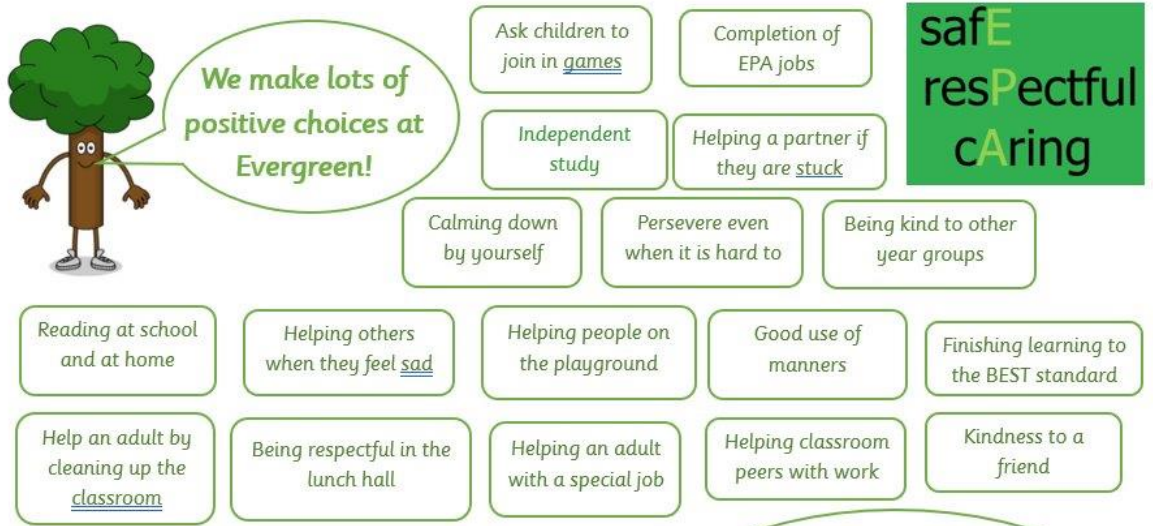 We make lots of
positive choices at
Evergreen!
Ask children to
join in games
Completion of
EPA jobs
safE
resPectful
cAring
Independent
study
Helping a partner if
they are stuck
Calming down
by yourself
Persevere even
when it is hard to
Being kind to other
year groups
Reading at school
and at home
Helping others
when they feel sad
Helping people on
the playground
Good use of
manners
Finishing learning to
the BEST standard
Help an adult by
cleaning up the
classroom
Being respectful in the
lunch hall
Helping an adult
with a special job
Helping classroom
peers with work
Kindness to a
friend